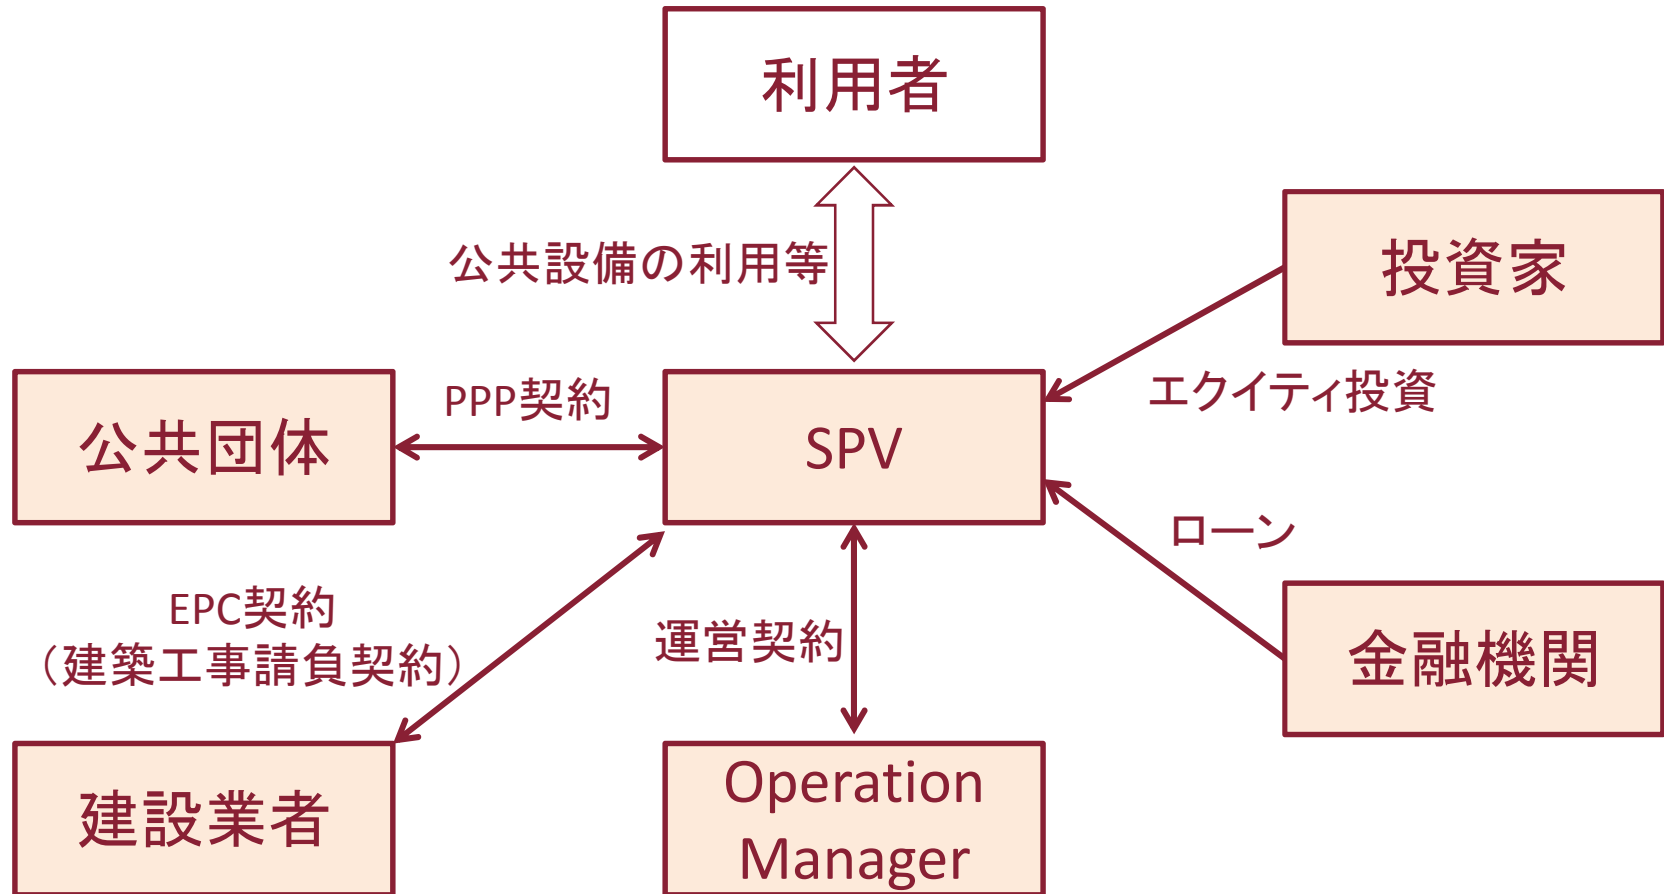 利用者
公共設備の利用等
投資家
エクイティ投資
公共団体
PPP契約
SPV
ローン
金融機関
EPC契約
（建築工事請負契約）
運営契約
建設業者
Operation
Manager